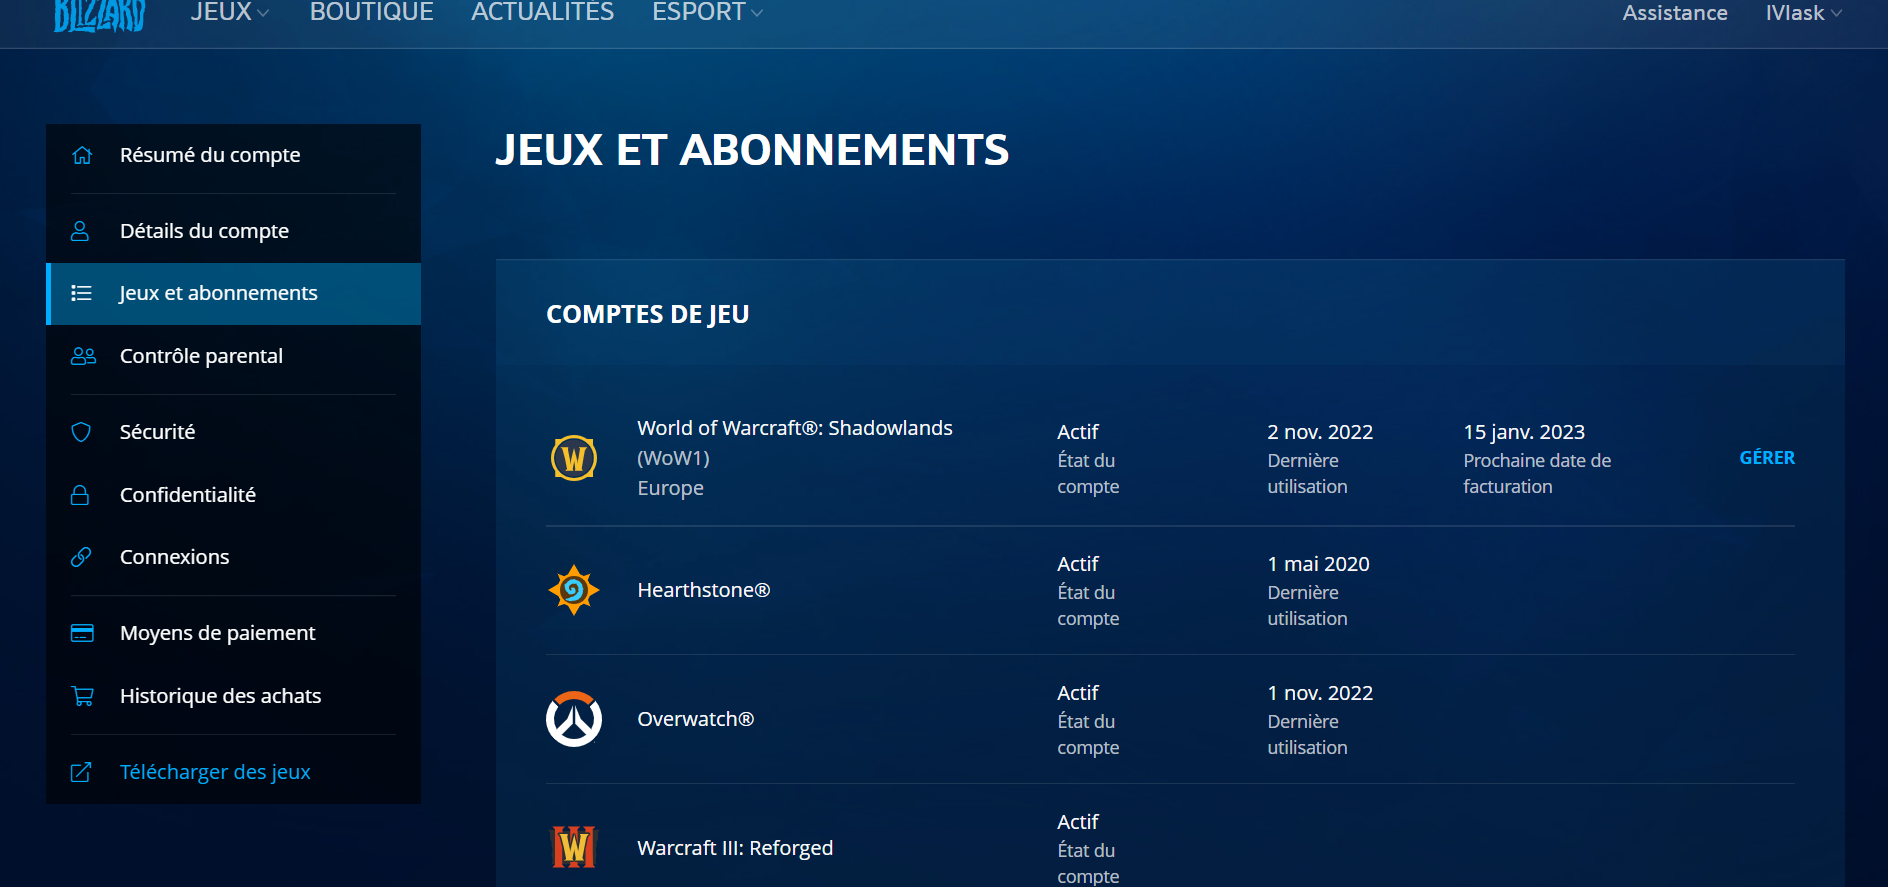 BLIZZARD JEUX BOUTIQUE ACTUALITÉS ESPORT Assistance IVIask
Résumé du compte
Détails du compte
Jeux et abonnements
Contrôle parental
Sécurité
Confidentialité
Connexions
Moyens de paiement
Historique des achats
Télécharger des jeux
JEUX ET ABONNEMENTS
COMPTES DE JEU
World of Warcraft®: Shadowlands
(WoW1)
Europe
Actif
État du
compte
2 nov. 2022
Dernière
utilisation
15 janv. 2023
Prochaine date de
facturation
GÉRER
Hearthstone®
Actif
État du
compte
1 mai 2020
Dernière
utilisation
Overwatch®
Actif
État du
compte
1 nov. 2022
Dernière
utilisation
Warcraft III: Reforged
Actif
État du
compte